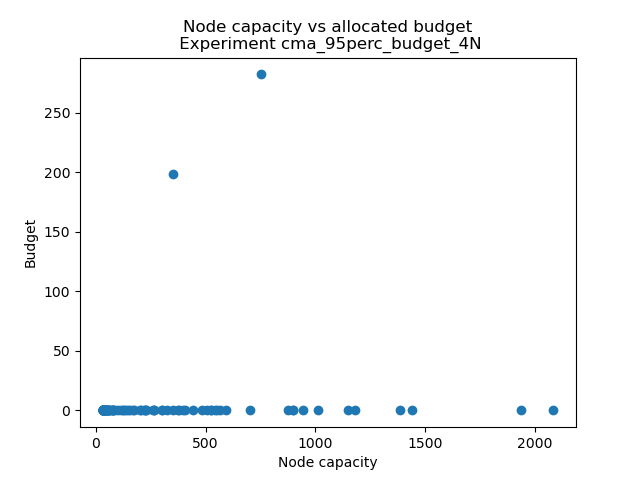 Node capacity vs allocated budget
Experiment cma_95perc_budget_4N
250
200
150
100
50
0
Budget
0
500
1000
1500
2000
Node capacity